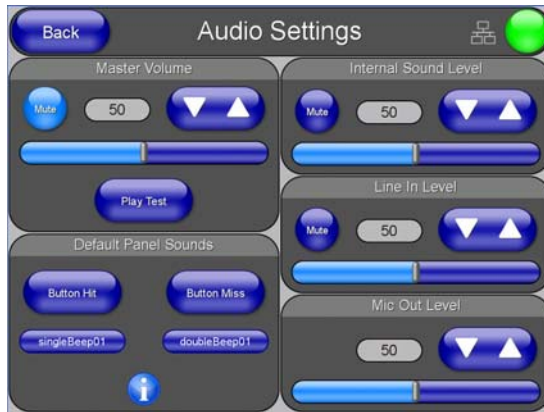 Back
Audio Settings
Master Volume
Mute
50
Play Test
Default Panel Sounds
Button Hit
Button Miss
singleBeep01
doubleBeep01
i
Internal Sound Level
Mute
50
Line In Level
Mute
50
Mic Out Level
50